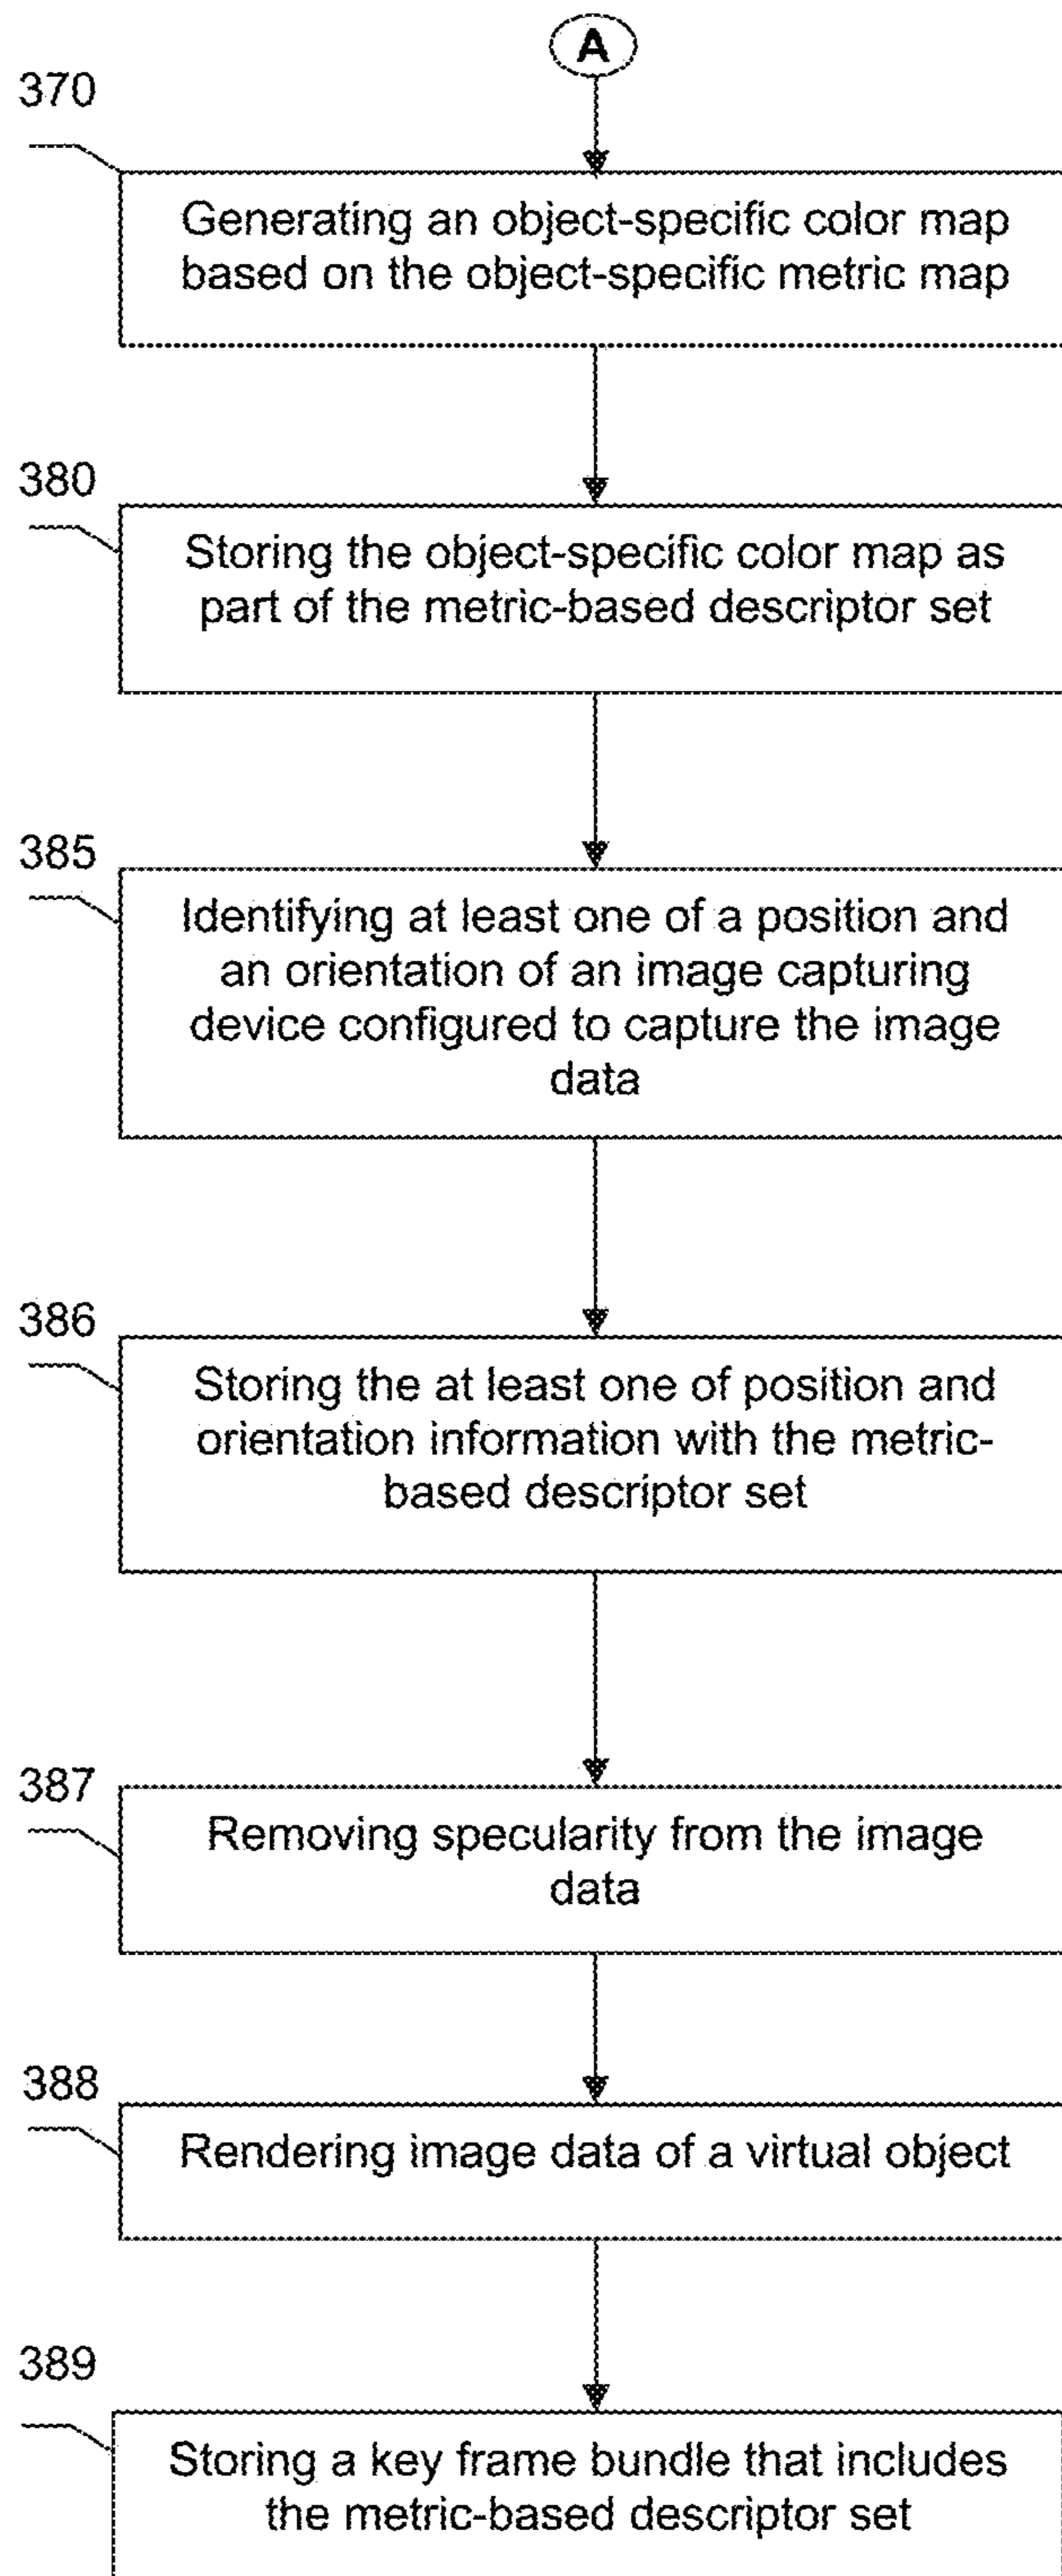 A
370
Generating an object-specific color map
based on the object-specific metric map
380
Storing the object-specific color map as
part of the metric-based descriptor set
385
Identifying at least one of a position and
an orientation of an image capturing
device configured to capture the image
data
386
Storing the at least one of position and
orientation information with the metric-
based descriptor set
387
Removing specularity from the image
data
388
Rendering image data of a virtual object
389
Storing a key frame bundle that includes
the metric-based descriptor set